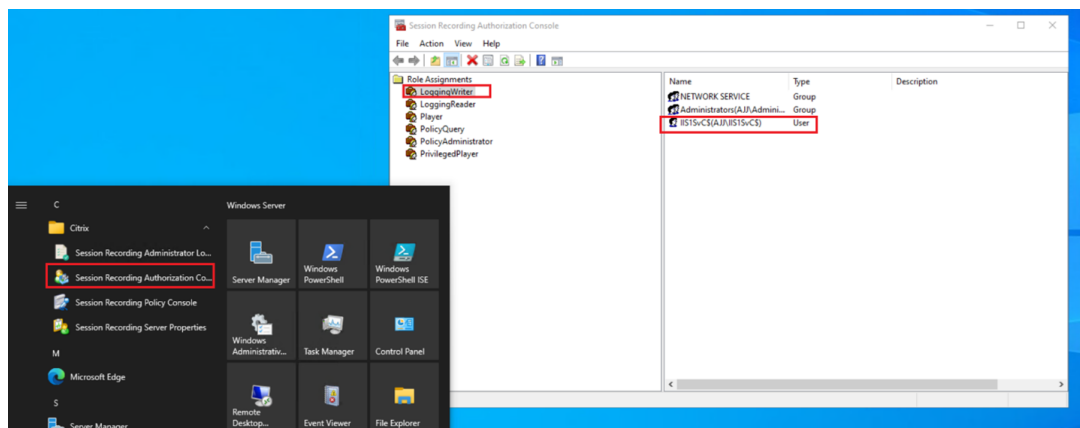 Session Recording Authorization Console
File Action View Help
Role Assignments
LoggingWriter
LoggingReader
Player
PolicyQuery
PolicyAdministrator
PrivilegedPlayer
Name Type Description
NETWORK SERVICE Group
Administrators(AJJ\Admini... Group
IIS1SvC$(AJJ\IIS1SvC$) User
C
Citrix
Session Recording Administrator Lo...
Session Recording Authorization Co...
Session Recording Policy Console
Session Recording Server Properties
M
Microsoft Edge
S
Server Manager
Windows Server
Server Manager
Windows
PowerShell
Windows
PowerShell ISE
Windows
Administrativ...
Task Manager
Control Panel
Remote
Desktop...
Event Viewer
File Explorer